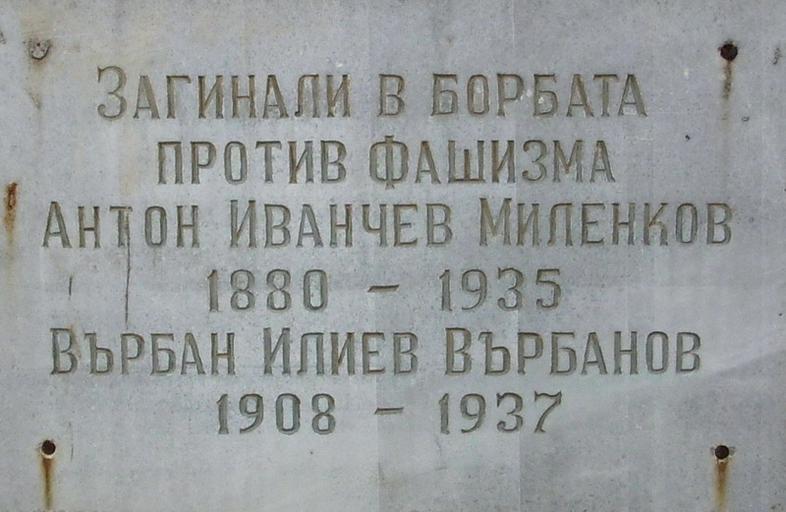 Загинали в борбата
против фашизма
Антон Иванчев Миленков
1880 – 1935
Върбан Илиев Върбанов
1908 – 1937